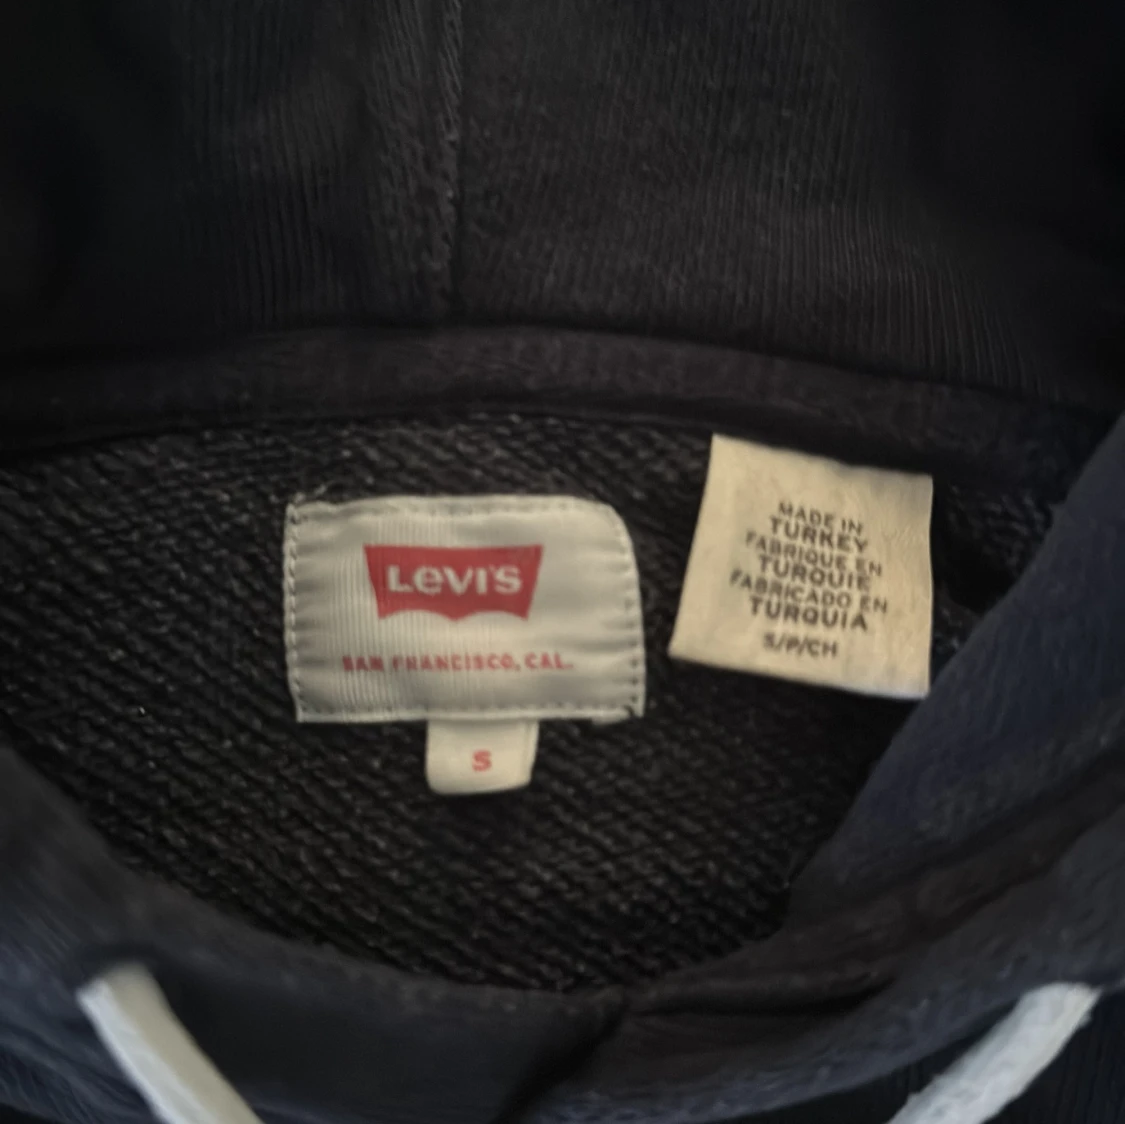 LEVI'S
SAN FRANCISCO, CAL.
S
MADE IN
TURKEY
FABRIQUE EN
TURQUIE
FABRICADO EN
TURQUIA
S/P/CH